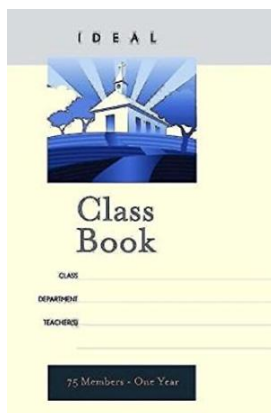 IDEAL
Class
Book
CLASS
DEPARTMENT
TEACHER(S)
75 Members - One Year